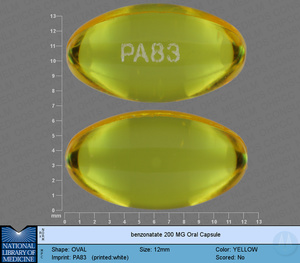 13
12
11
10
9
8
7
6
5
4
3
2
1
mm
PA83
1 2 3 4 5 6 7 8 9 10 11 12 13
NATIONAL
LIBRARY OF
MEDICINE
benzonatate 200 MG Oral Capsule
Shape: OVAL Size: 12mm Color: YELLOW
Imprint: PA83 (printed:white) Scored: No